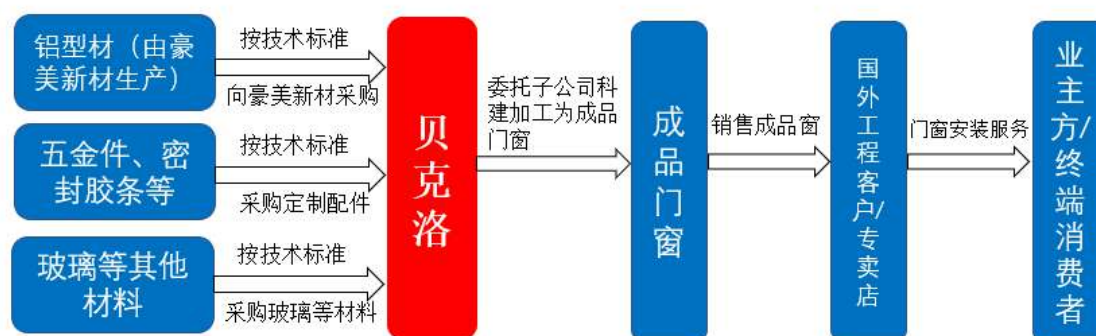 铝型材（由豪
美新材生产）
按技术标准
向豪美新材采购
五金件、密
封胶条等
按技术标准
采购定制配件
玻璃等其他
材料
按技术标准
采购玻璃等材料
贝克洛
委托子公司科
建加工为成品
门窗
成品门窗
销售成品窗
国外工程客户/专卖店
门窗安装服务
业主方/终端消费者